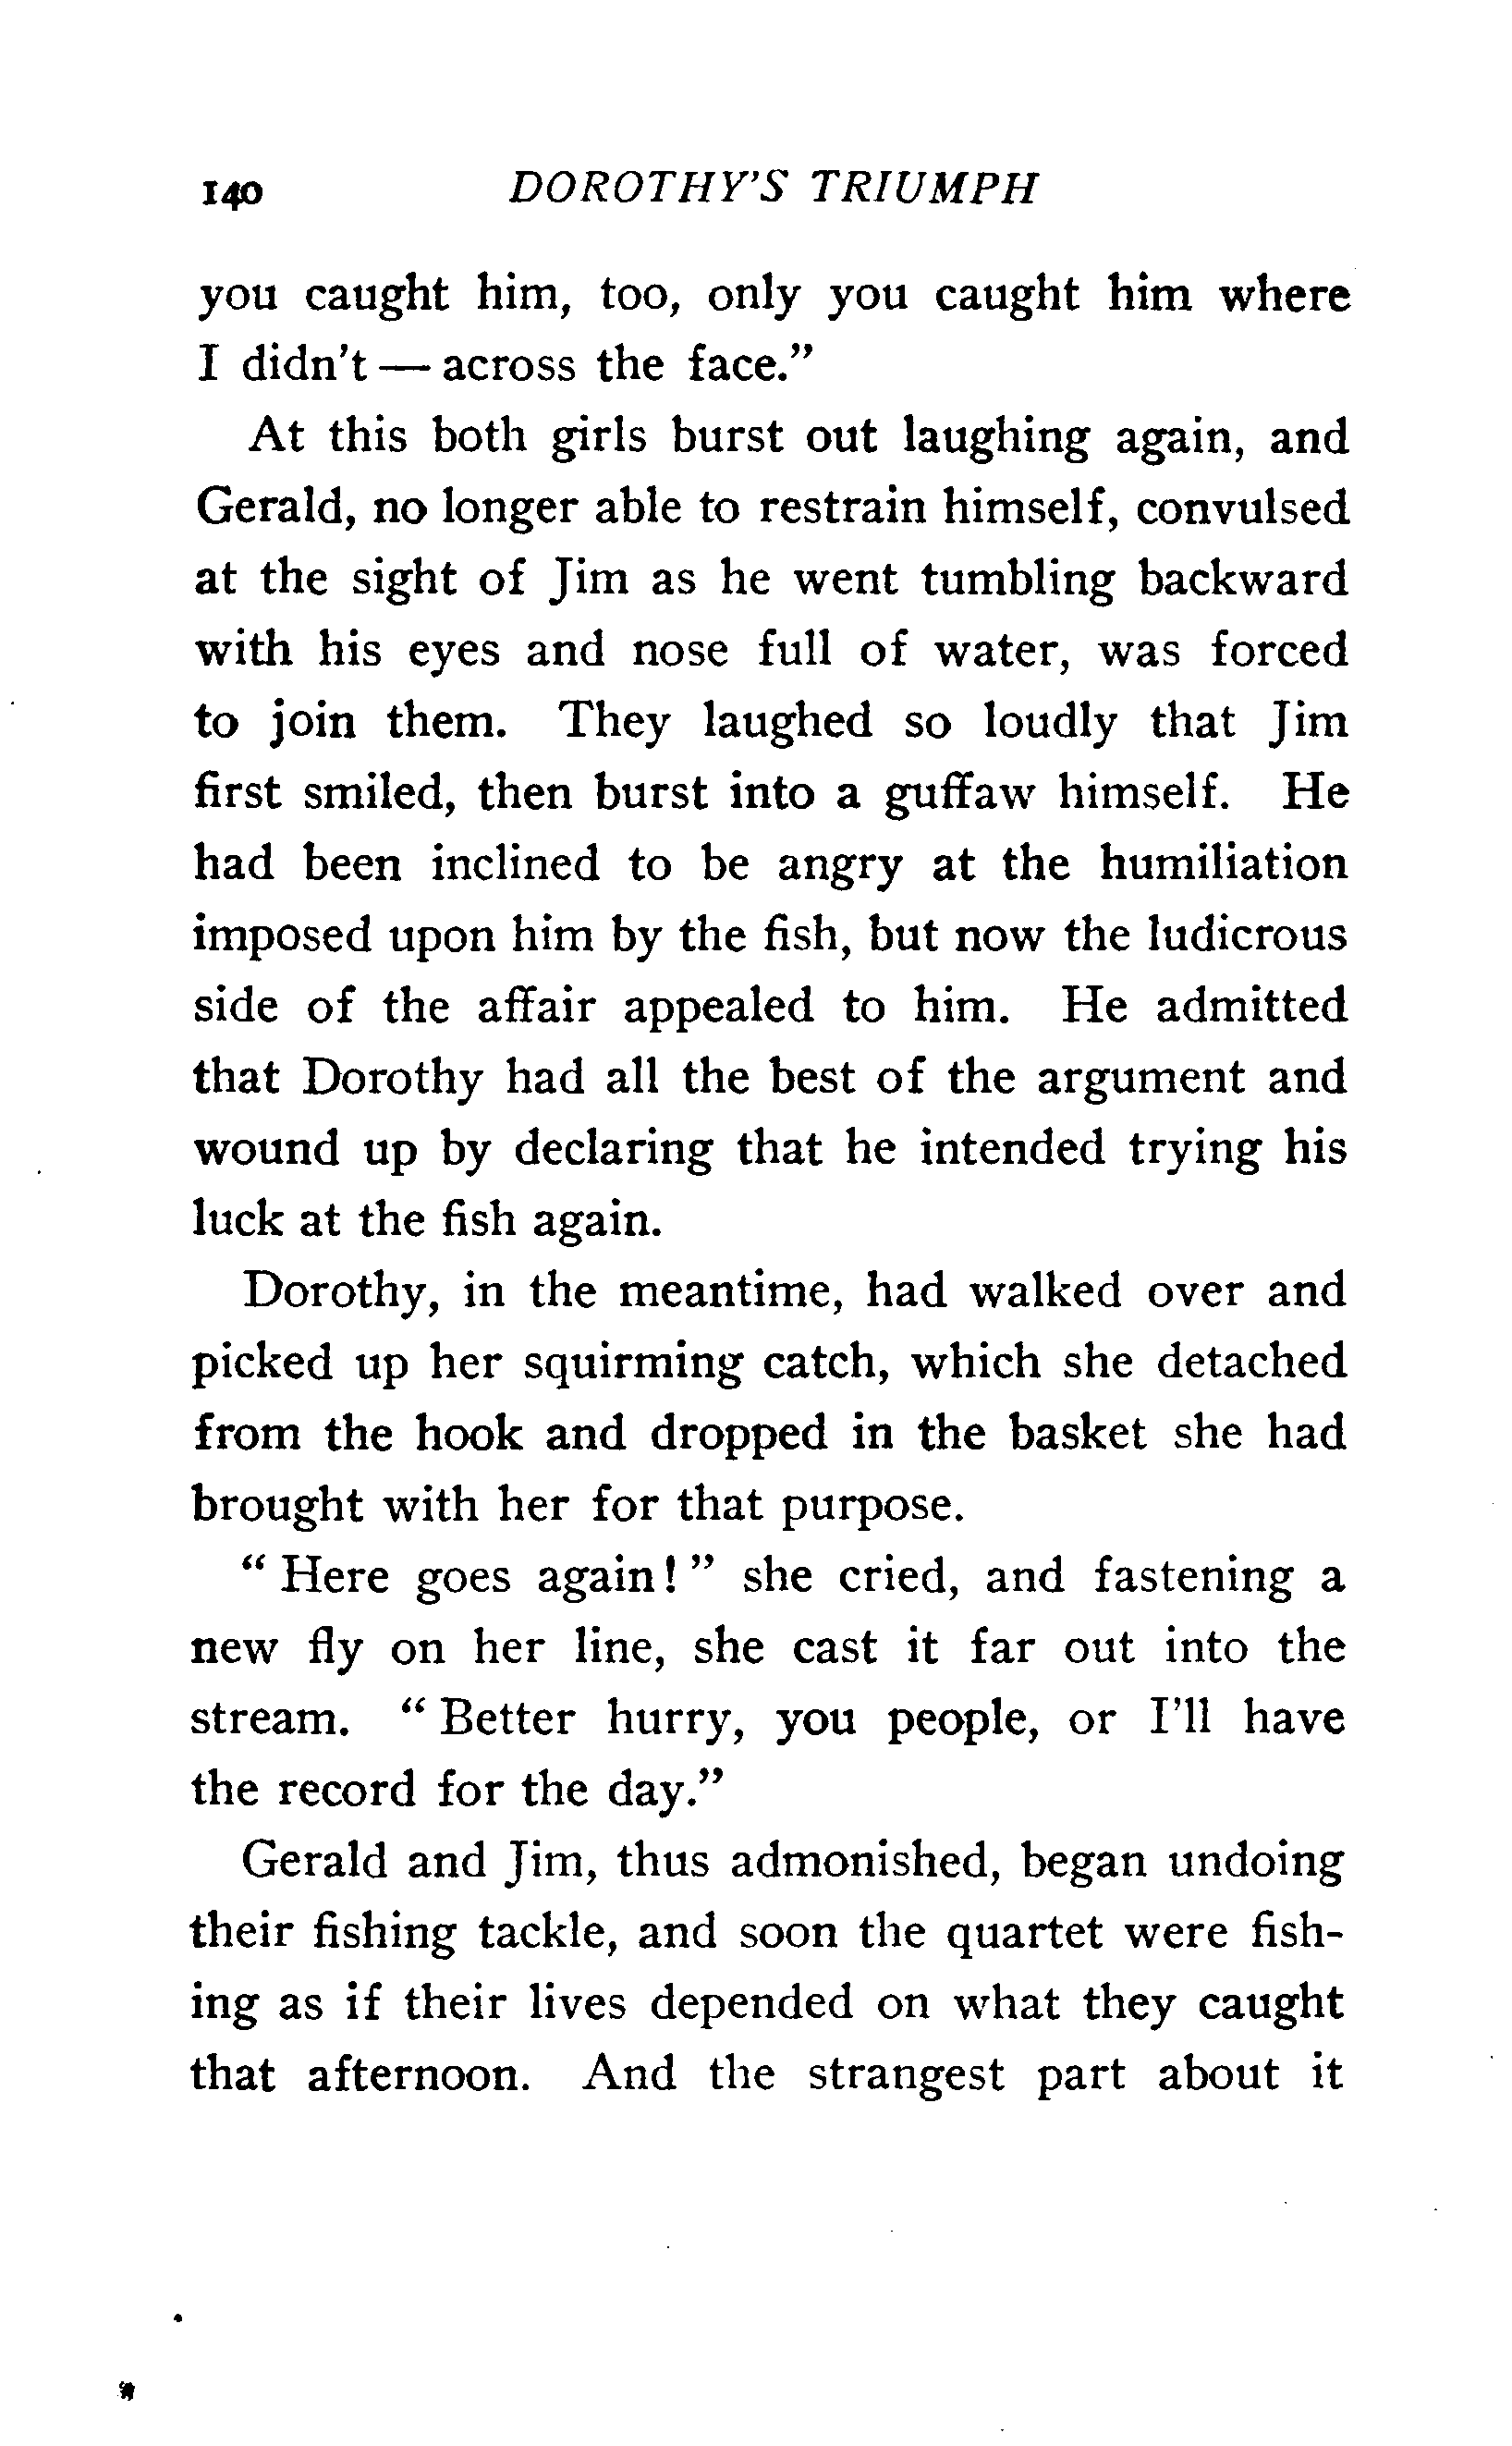 140 DOROTHY'S TRIUMPH
you caught him, too, only you caught him where
I didn't — across the face."
At this both girls burst out laughing again, and
Gerald, no longer able to restrain himself, convulsed
at the sight of Jim as he went tumbling backward
with his eyes and nose full of water, was forced
to join them. They laughed so loudly that Jim
first smiled, then burst into a guffaw himself. He
had been inclined to be angry at the humiliation
imposed upon him by the fish, but now the ludicrous
side of the affair appealed to him. He admitted
that Dorothy had all the best of the argument and
wound up by declaring that he intended trying his
luck at the fish again.
Dorothy, in the meantime, had walked over and
picked up her squirming catch, which she detached
from the hook and dropped in the basket she had
brought with her for that purpose.
" Here goes again! " she cried, and fastening a
new fly on her line, she cast it far out into the
stream. " Better hurry, you people, or I'll have
the record for the day."
Gerald and Jim, thus admonished, began undoing
their fishing tackle, and soon the quartet were fish-
ing as if their lives depended on what they caught
that afternoon. And the strangest part about it